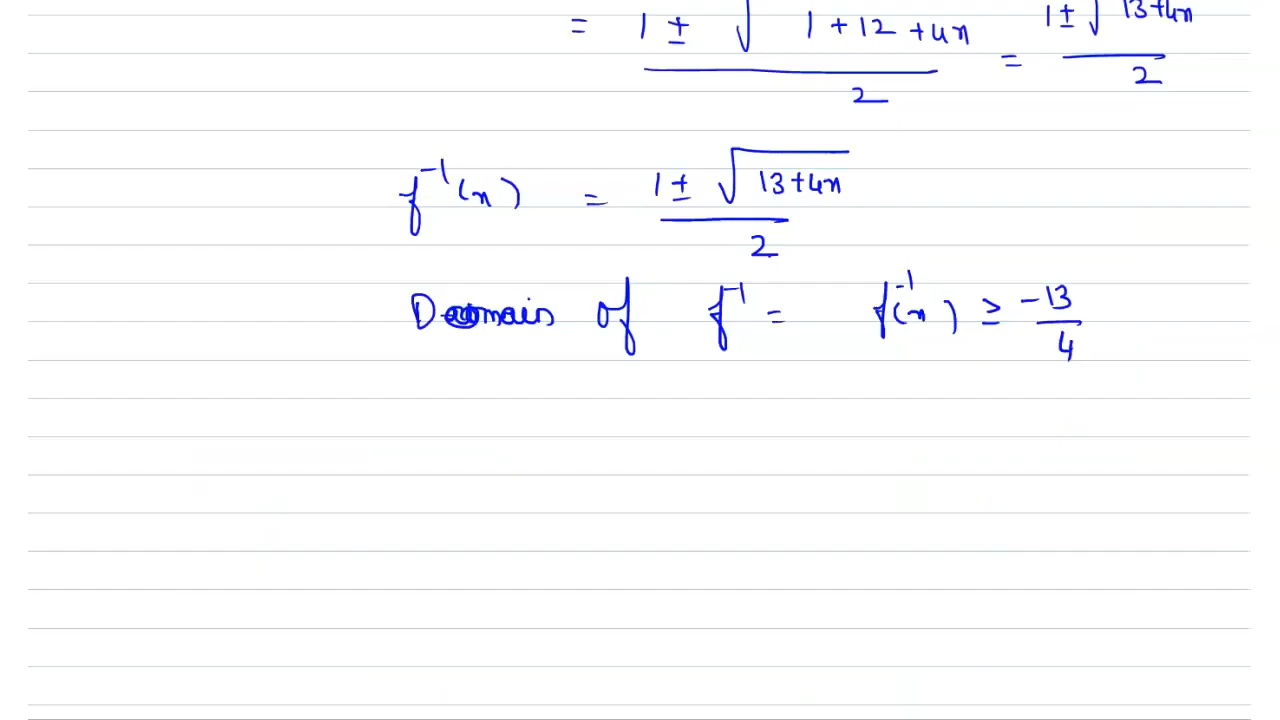 = (1 ± √(1 + 12 + 4x))/2 = (1 ± √(13 + 4x))/2
f⁻¹(x) = (1 ± √(13 + 4x))/2
Domain of f⁻¹ = f⁻¹(x) ≥ -13/4